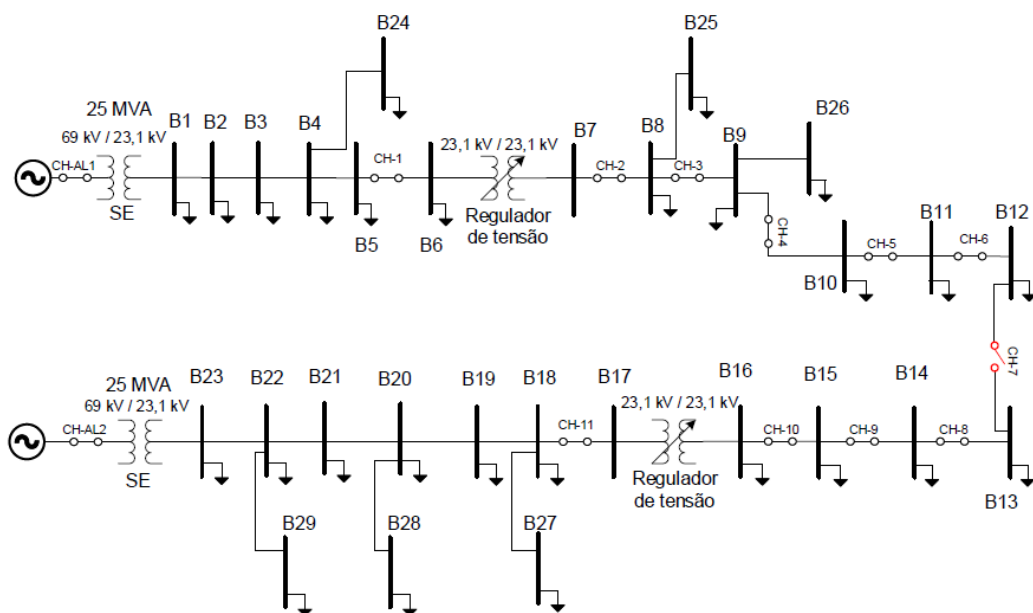 B24
B25
25 MVA
69 kV / 23,1 kV
B1
B2
B3
B4
23,1 kV / 23,1 kV
B7
B8
B9
B26
CH-AL1
CH-1
CH-2
CH-3
SE
B5
B6
Regulador
de tensão
CH-4
B10
CH-5
B11
CH-6
B12
CH-7
25 MVA
69 kV / 23,1 kV
B23
B22
B21
B20
B19
B18
B17
23,1 kV / 23,1 kV
B16
B15
B14
CH-AL2
CH-11
CH-10
CH-9
CH-8
SE
Regulador
de tensão
B13
B29
B28
B27